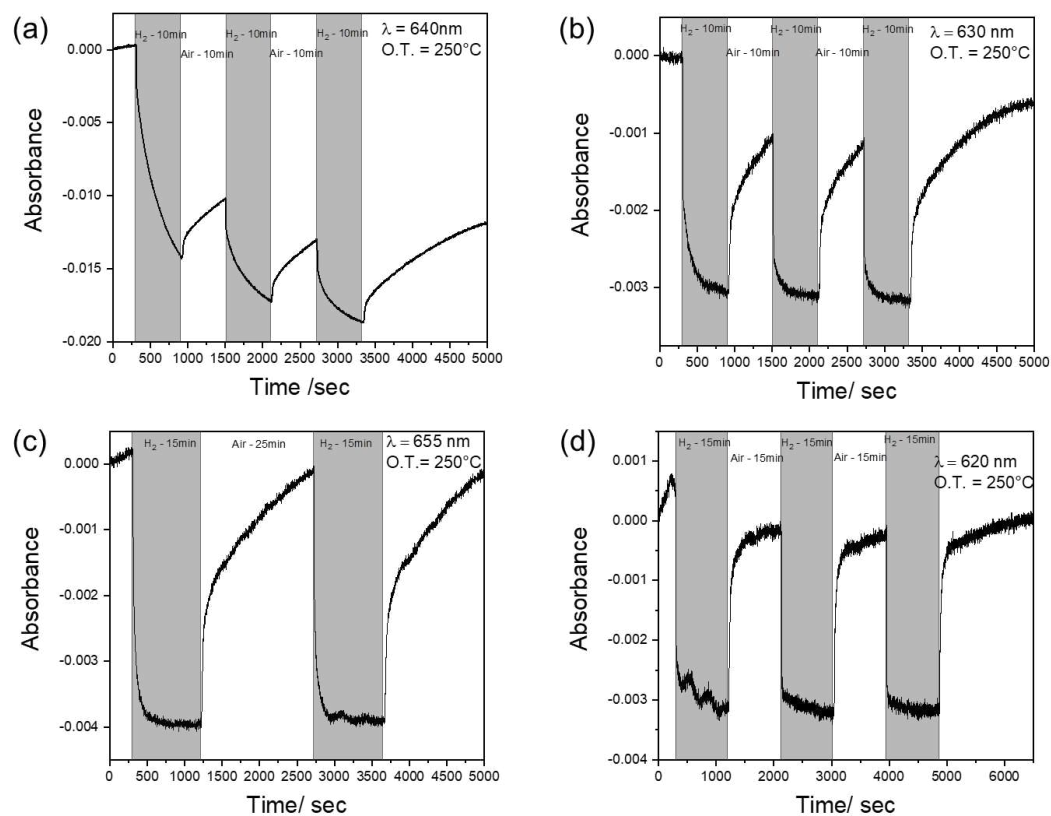 (a)
H2 - 10min
Air - 10min
H2 - 10min
Air - 10min
H2 - 10min
λ = 640nm
O.T. = 250°C
0.000
-0.005
-0.010
-0.015
-0.020
Absorbance
0 500 1000 1500 2000 2500 3000 3500 4000 4500 5000
Time /sec
(b)
H2 - 10min
Air - 10min
H2 - 10min
Air - 10min
H2 - 10min
λ = 630 nm
O.T. = 250°C
0.000
-0.001
-0.002
-0.003
Absorbance
0 500 1000 1500 2000 2500 3000 3500 4000 4500 5000
Time/ sec
(c)
H2 - 15min
Air - 25min
H2 - 15min
λ = 655 nm
O.T.= 250°C
0.000
-0.001
-0.002
-0.003
-0.004
Absorbance
0 500 1000 1500 2000 2500 3000 3500 4000 4500 5000
Time/ sec
(d)
H2 - 15min
Air - 15min
H2 - 15min
Air - 15min
H2 - 15min
λ = 620 nm
O.T. = 250°C
0.001
0.000
-0.001
-0.002
-0.003
-0.004
Absorbance
0 1000 2000 3000 4000 5000 6000
Time/ sec